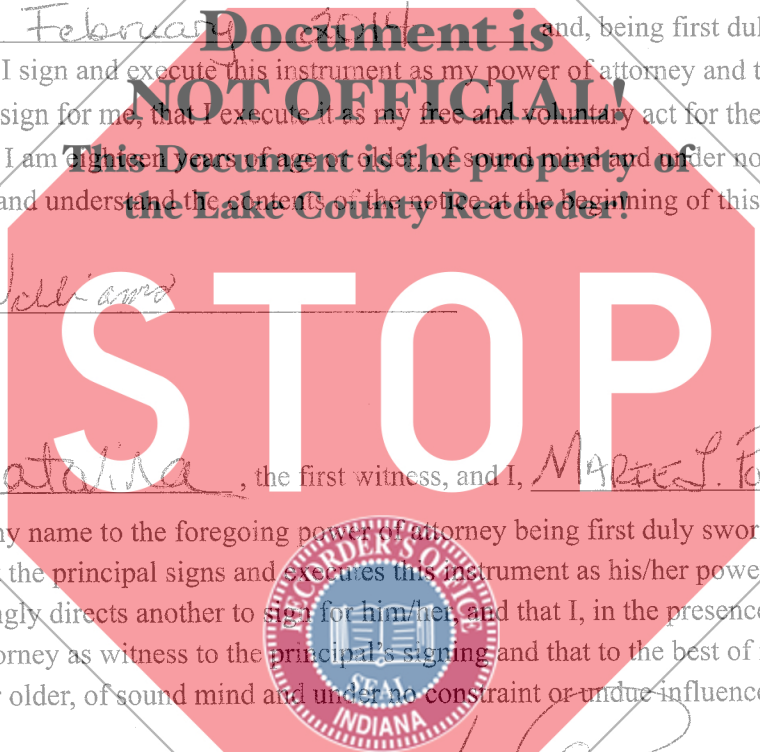 February 2014 and, being first dul
Document is
I sign and execute this instrument as my power of attorney and t
NOT OFFICIAL!
sign for me, that I execute it as my free and voluntary act for the
This Document is the property of
I am eighteen years of age or older, of sound mind and under no
the Lake County Recorder!
and understand the contents of the notice at the beginning of this
STOP
atalina, the first witness, and I, MARIE J. Po
ny name to the foregoing power of attorney being first duly swor
the principal signs and executes this instrument as his/her powe
RECORDER'S OFFICE
ngly directs another to sign for him/her, and that I, in the presence
orney as witness to the principal's signing and that to the best of
r older, of sound mind and under no constraint or undue influence
SEAL
INDIANA